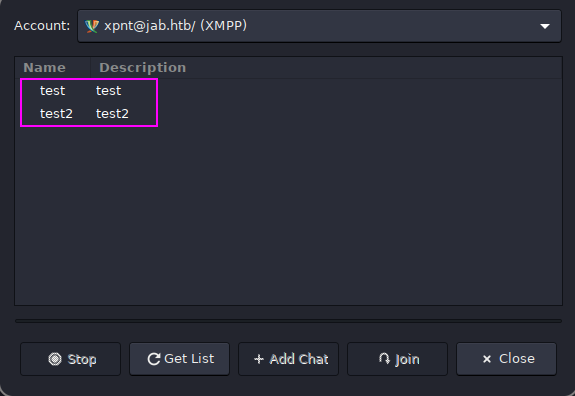 Account: xpnt@jab.htb/ (XMPP)
Name Description
test test
test2 test2
Stop Get List Add Chat Join Close